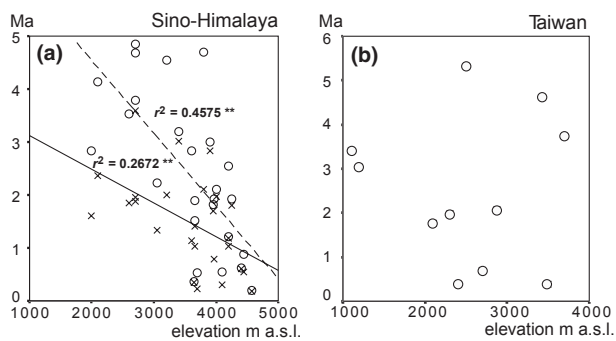 Ma
Sino-Himalaya
(a)
5
4
3
2
1
0
r² = 0.4575 **
r² = 0.2672 **
1000 2000 3000 4000 5000
elevation m a.s.l.
Ma
Taiwan
(b)
6
5
4
3
2
1
0
1000 2000 3000 4000
elevation m a.s.l.